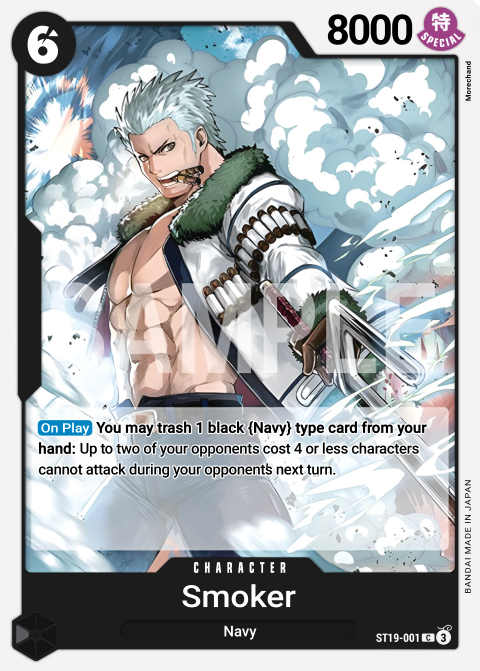 6
8000
特
SPECIAL
Morechand
SAMPLE
On Play You may trash 1 black {Navy} type card from your
hand: Up to two of your opponents cost 4 or less characters
cannot attack during your opponents next turn.
BANDAI MADE IN JAPAN
CHARACTER
Smoker
Navy
ST19-001 C 3